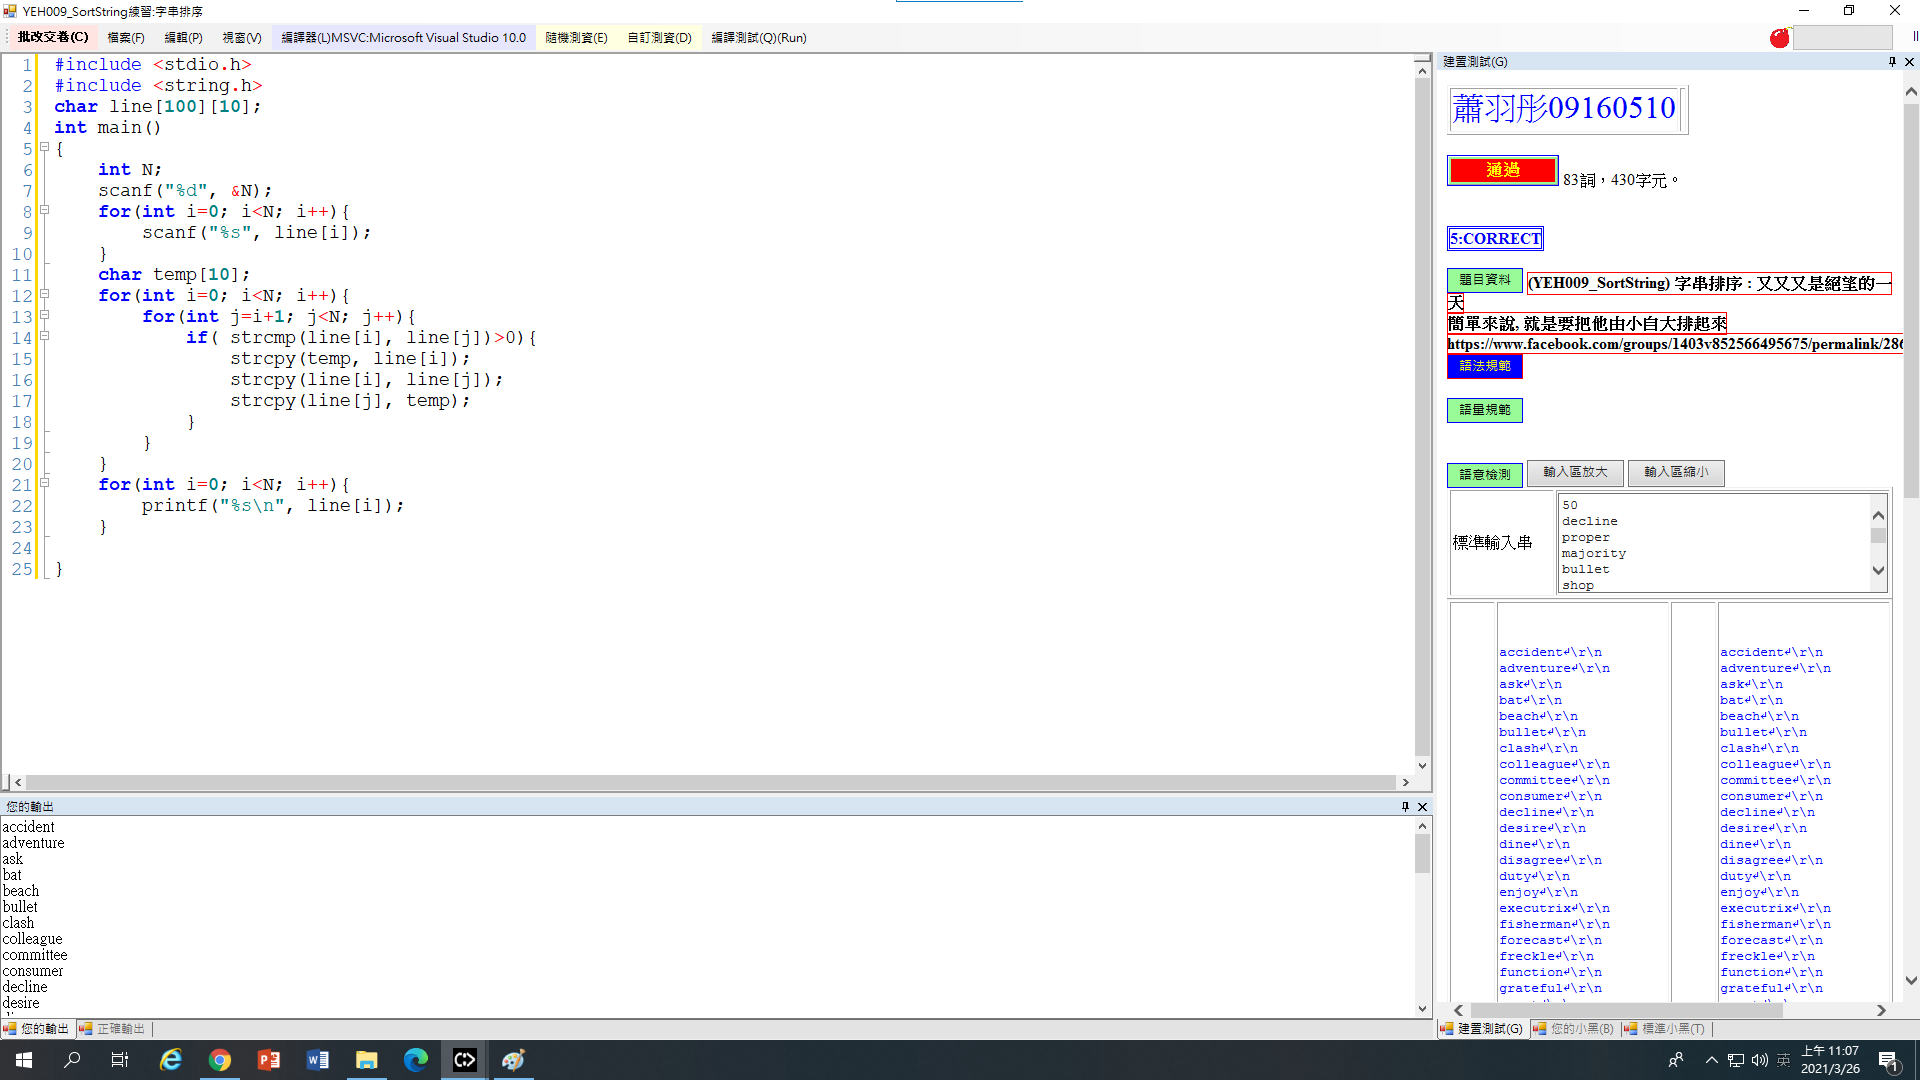 YEH009_SortString練習:字串排序
批改交卷(C) 檔案(F) 編輯(P) 視窗(V) 編譯器(L)MSVC:Microsoft Visual Studio 10.0 隨機測資(E) 自訂測資(D) 編譯測試(Q)(Run)
1 #include <stdio.h>
2 #include <string.h>
3 char line[100][10];
4 int main()
5 {
6 int N;
7 scanf("%d", &N);
8 for(int i=0; i<N; i++){
9 scanf("%s", line[i]);
10 }
11 char temp[10];
12 for(int i=0; i<N; i++){
13 for(int j=i+1; j<N; j++){
14 if( strcmp(line[i], line[j])>0){
15 strcpy(temp, line[i]);
16 strcpy(line[i], line[j]);
17 strcpy(line[j], temp);
18 }
19 }
20 }
21 for(int i=0; i<N; i++){
22 printf("%s\n", line[i]);
23 }
24
25 }
您的輸出
accident
adventure
ask
bat
beach
bullet
clash
colleague
committee
consumer
decline
desire
您的輸出 正確輸出
建置測試(G)
蕭羽彤09160510
通過 83詞，430字元。
5:CORRECT
題目資料 (YEH009_SortString) 字串排序 : 又又又是絕望的一
天
簡單來說, 就是要把他由小自大排起來
https://www.facebook.com/groups/1403v852566495675/permalink/286
語法規範
語量規範
語意檢測 輸入區放大 輸入區縮小
標準輸入串
50
decline
proper
majority
bullet
shop
accident↲\r\n accident↲\r\n
adventure↲\r\n adventure↲\r\n
ask↲\r\n ask↲\r\n
bat↲\r\n bat↲\r\n
beach↲\r\n beach↲\r\n
bullet↲\r\n bullet↲\r\n
clash↲\r\n clash↲\r\n
colleague↲\r\n colleague↲\r\n
committee↲\r\n committee↲\r\n
consumer↲\r\n consumer↲\r\n
decline↲\r\n decline↲\r\n
desire↲\r\n desire↲\r\n
dine↲\r\n dine↲\r\n
disagree↲\r\n disagree↲\r\n
duty↲\r\n duty↲\r\n
enjoy↲\r\n enjoy↲\r\n
executrix↲\r\n executrix↲\r\n
fisherman↲\r\n fisherman↲\r\n
forecast↲\r\n forecast↲\r\n
freckle↲\r\n freckle↲\r\n
function↲\r\n function↲\r\n
grateful↲\r\n grateful↲\r\n
建置測試(G) 您的小黑(B) 標準小黑(T)
英 上午 11:07
2021/3/26 1